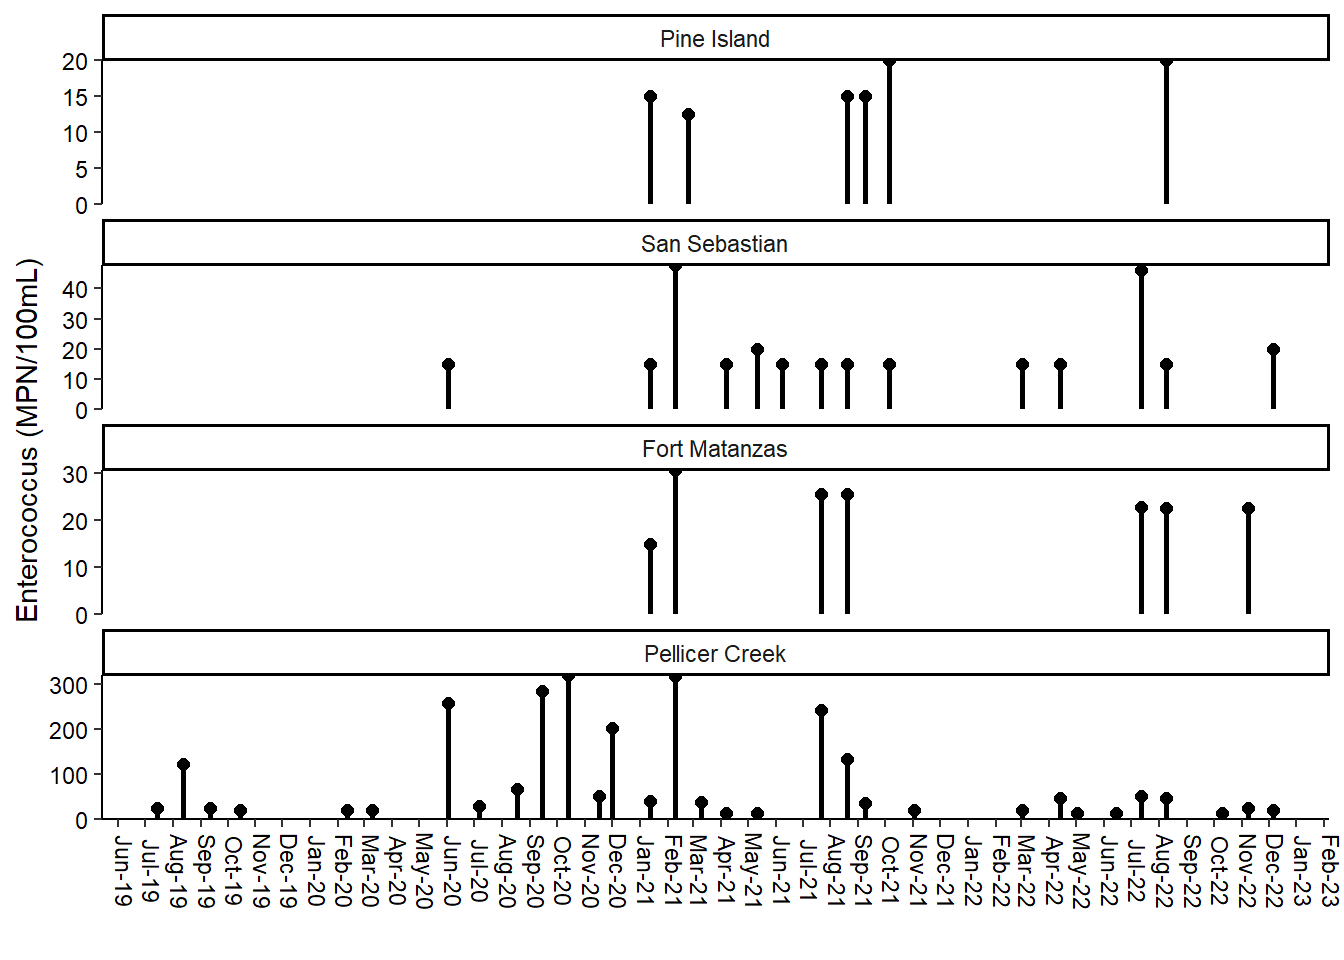 Pine Island
20
15
10
5
0
San Sebastian
40
30
20
10
0
Fort Matanzas
30
20
10
0
Pellicer Creek
300
200
100
0
Enterococcus (MPN/100mL)
Jun-19
Jul-19
Aug-19
Sep-19
Oct-19
Nov-19
Dec-19
Jan-20
Feb-20
Mar-20
Apr-20
May-20
Jun-20
Jul-20
Aug-20
Sep-20
Oct-20
Nov-20
Dec-20
Jan-21
Feb-21
Mar-21
Apr-21
May-21
Jun-21
Jul-21
Aug-21
Sep-21
Oct-21
Nov-21
Dec-21
Jan-22
Feb-22
Mar-22
Apr-22
May-22
Jun-22
Jul-22
Aug-22
Sep-22
Oct-22
Nov-22
Dec-22
Jan-23
Feb-23